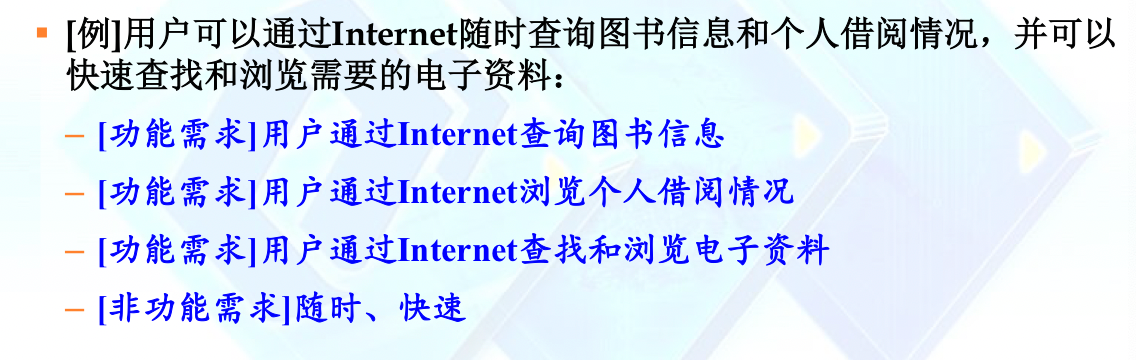 [例]用户可以通过Internet随时查询图书信息和个人借阅情况，并可以
快速查找和浏览需要的电子资料：
– [功能需求]用户通过Internet查询图书信息
– [功能需求]用户通过Internet浏览个人借阅情况
– [功能需求]用户通过Internet查找和浏览电子资料
– [非功能需求]随时、快速